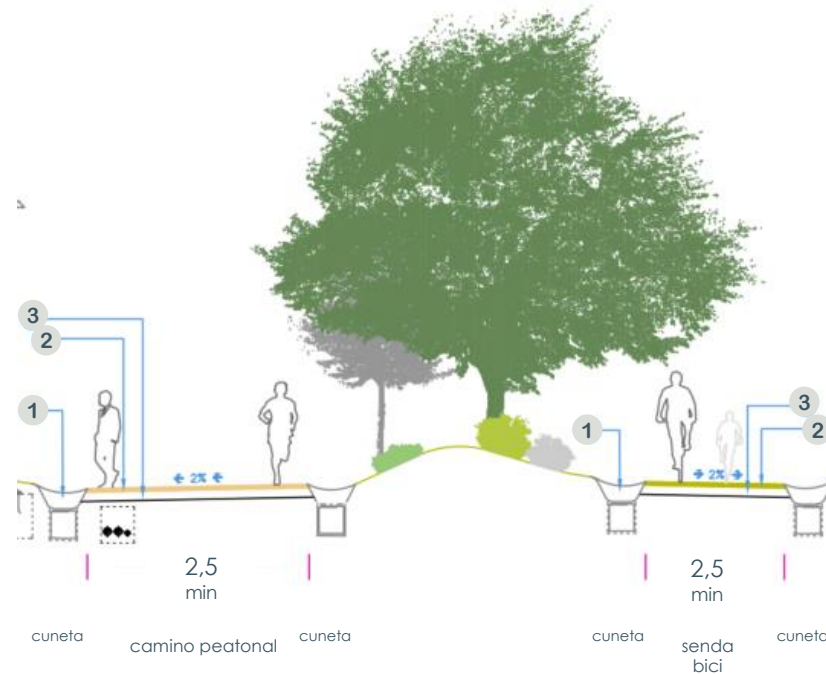 3
2
1
← 2% ←
1
3
2
→ 2% →
2,5
min
2,5
min
cuneta
camino peatonal
cuneta
cuneta
senda
bici
cuneta